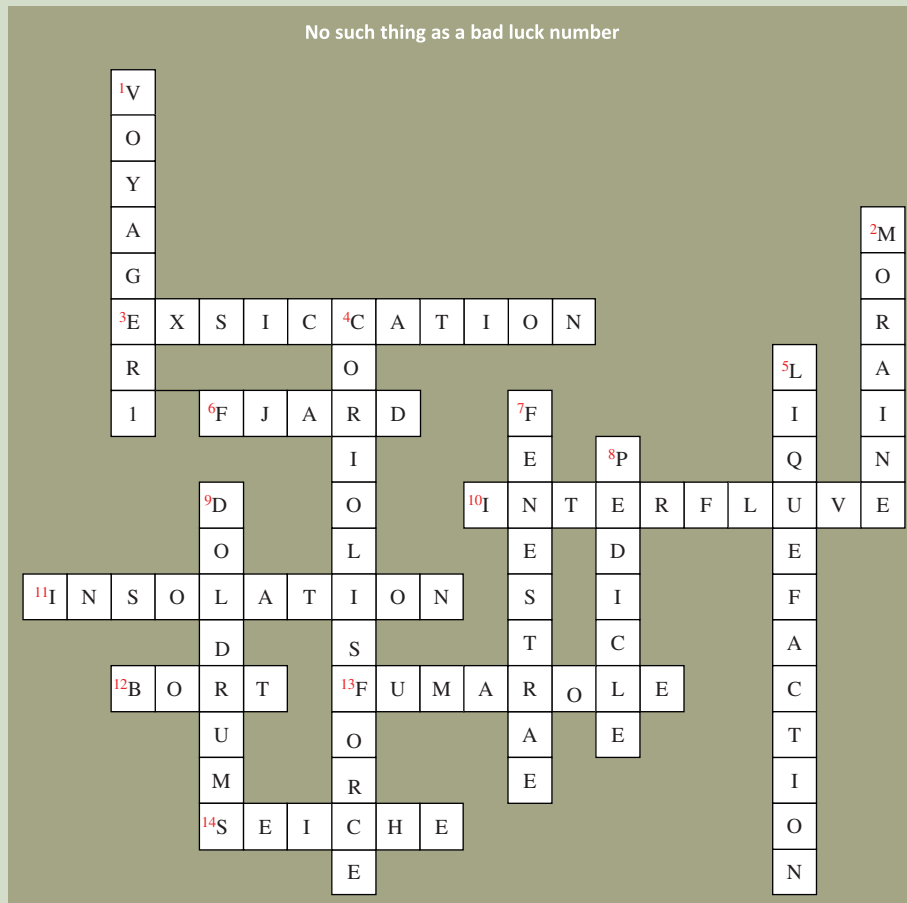 No such thing as a bad luck number
1V
O
Y
A
G 2M
O
3E X S I C 4C A T I O N R
R O 5L A
1 6F J A R D 7F I I
I E 8P Q N
9D O 10I N T E R F L U V E
O L E D E
11I N S O L A T I O N S I F
D S T C A
12B O R T 13F U M A R O L E C
U O A E T
M R E I
14S E I C H E O
E N